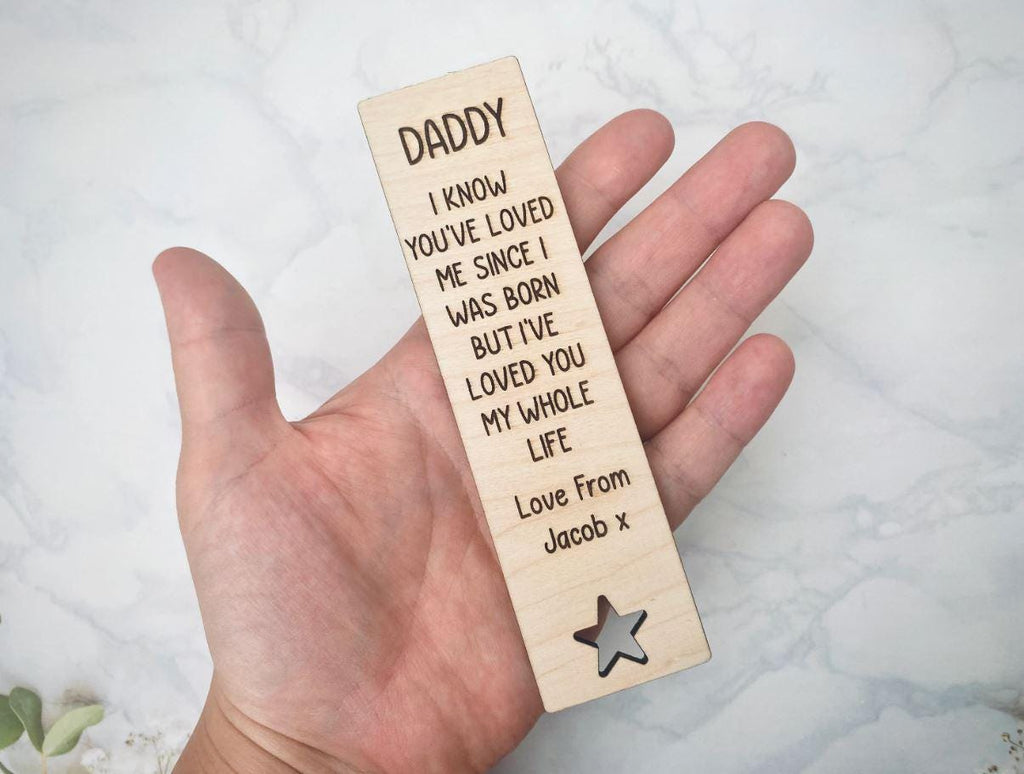 DADDY
I KNOW
YOU'VE LOVED
ME SINCE I
WAS BORN
BUT I'VE
LOVED YOU
MY WHOLE
LIFE
Love From
Jacob x